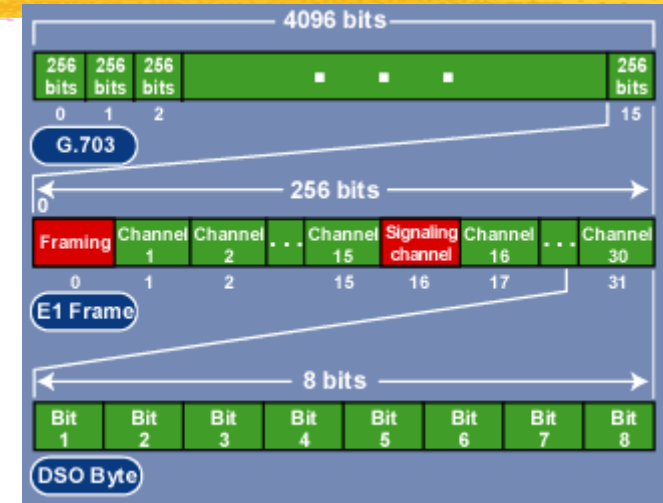 4096 bits
256 bits 256 bits 256 bits . . . 256 bits
0 1 2 15
G.703
0
256 bits
Framing Channel 1 Channel 2 ... Channel 15 Signaling channel Channel 16 ... Channel 30
0 1 2 15 16 17 31
E1 Frame
8 bits
Bit 1 Bit 2 Bit 3 Bit 4 Bit 5 Bit 6 Bit 7 Bit 8
DSO Byte